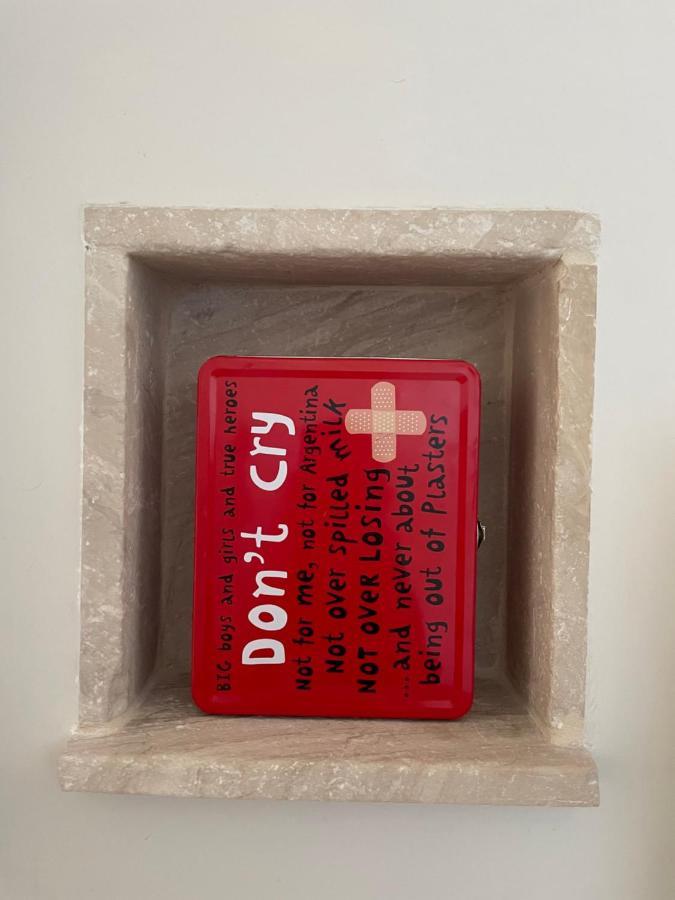 BIG boys and girls and true heroes
Don't cry
Not for me, not for Argentina
Not over spilled milk
NOT OVER LOSING
... and never about
being out of Plasters